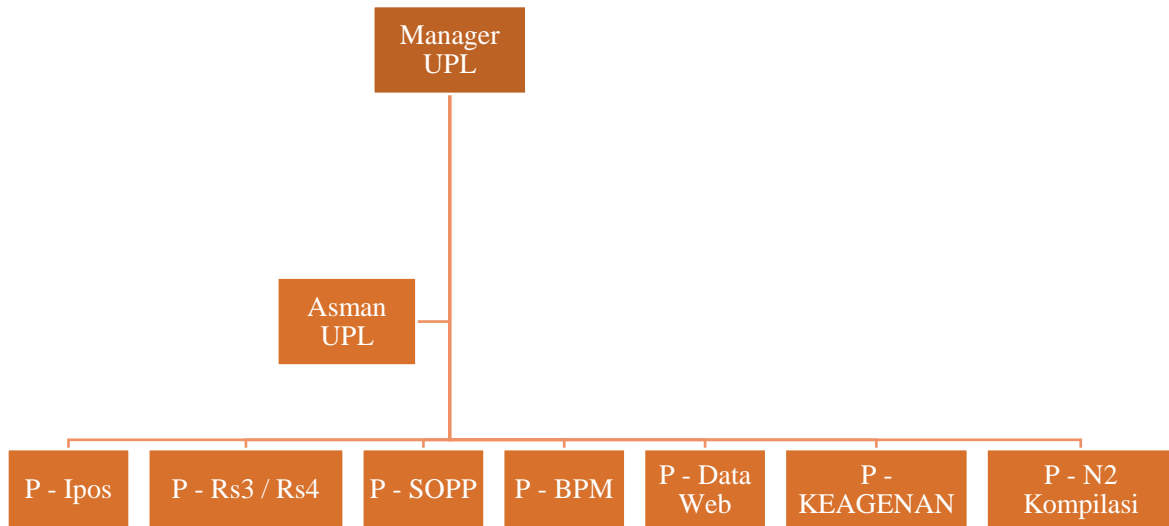 Manager
UPL
Asman
UPL
P - Ipos
P - Rs3 / Rs4
P - SOPP
P - BPM
P - Data
Web
P -
KEAGENAN
P - N2
Kompilasi